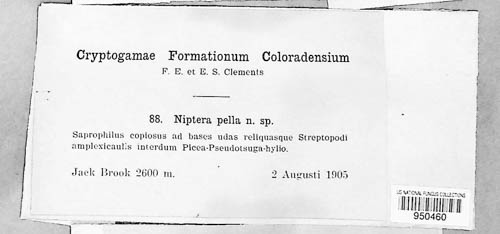 Cryptogamae Formationum Coloradensium
F. E. et E. S. Clements
88. Niptera pella n. sp.
Saprophilus copiosus ad bases udas reliquasque Streptopodi
amplexicaulis interdum Picea-Pseudotsuga-hylio.
Jack Brook 2600 m. 2 Augusti 1905
US NATIONAL FUNGUS COLLECTIONS
950460